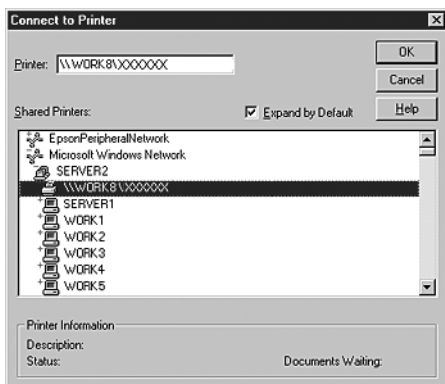 Connect to Printer
Printer: \\WORK8\XXXXXX
OK
Cancel
Help
Shared Printers:
Expand by Default
EpsonPeripheralNetwork
Microsoft Windows Network
SERVER2
\\WORK8\XXXXXX
SERVER1
WORK1
WORK2
WORK3
WORK4
WORK5
Printer Information
Description:
Status:
Documents Waiting: